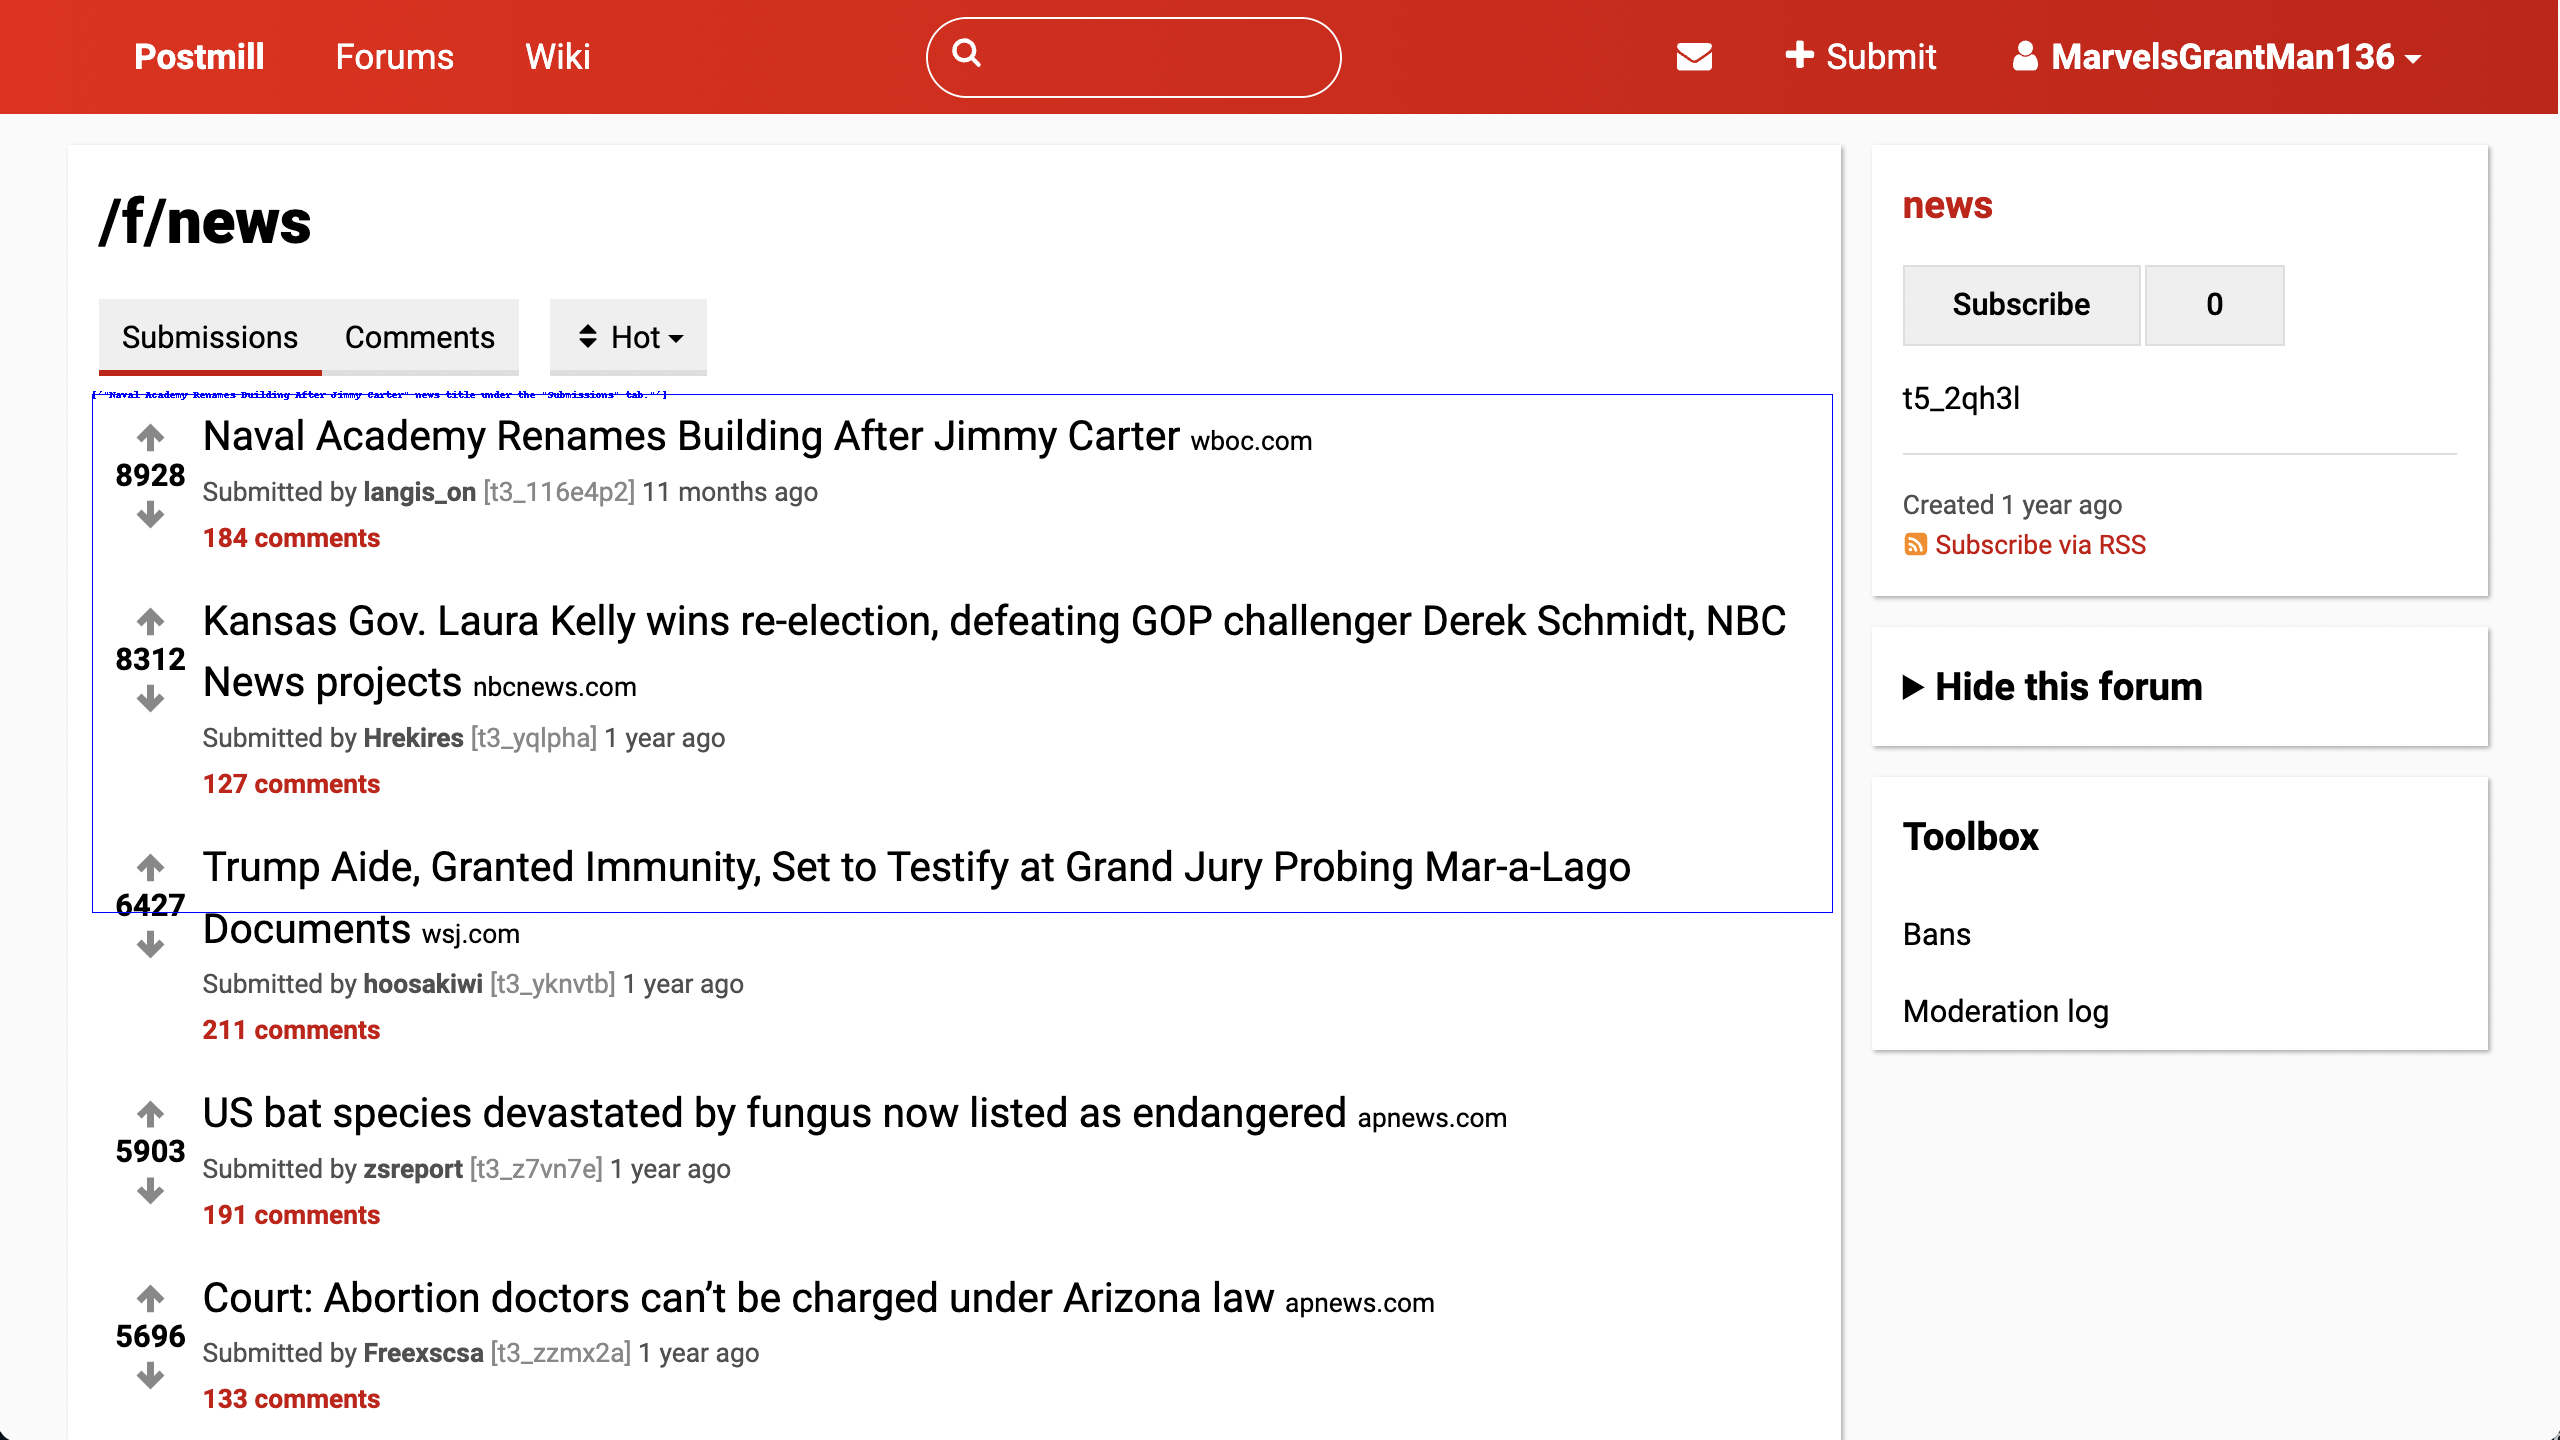 Postmill Forums Wiki Submit MarvelsGrantMan136
/f/news
Submissions Comments Hot
['"Naval Academy Renames Building After Jimmy Carter" news title under the "Submissions" tab."']
Naval Academy Renames Building After Jimmy Carter wboc.com
8928
Submitted by langis_on [t3_116e4p2] 11 months ago
184 comments
Kansas Gov. Laura Kelly wins re-election, defeating GOP challenger Derek Schmidt, NBC
8312
News projects nbcnews.com
Submitted by Hrekires [t3_yqlpha] 1 year ago
127 comments
Trump Aide, Granted Immunity, Set to Testify at Grand Jury Probing Mar-a-Lago
6427
Documents wsj.com
Submitted by hoosakiwi [t3_yknvtb] 1 year ago
211 comments
US bat species devastated by fungus now listed as endangered apnews.com
5903
Submitted by zsreport [t3_z7vn7e] 1 year ago
191 comments
Court: Abortion doctors can’t be charged under Arizona law apnews.com
5696
Submitted by Freexscsa [t3_zzmx2a] 1 year ago
133 comments
news
Subscribe 0
t5_2qh3l
Created 1 year ago
Subscribe via RSS
Hide this forum
Toolbox
Bans
Moderation log